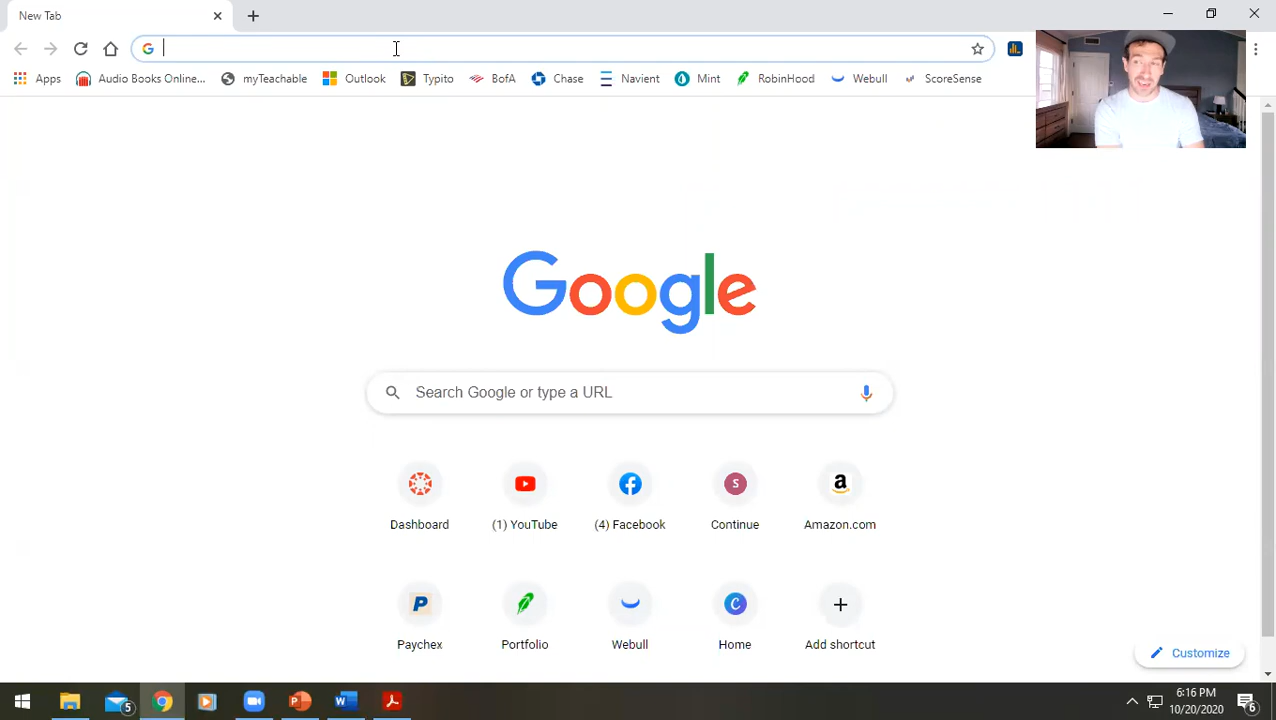 New Tab
Apps Audio Books Online... myTeachable Outlook Typito BofA Chase Navient Mint RobinHood Webull ScoreSense
Google
Search Google or type a URL
S a
Dashboard (1) YouTube (4) Facebook Continue Amazon.com
P C
Paychex Portfolio Webull Home Add shortcut
Customize
5 6:16 PM
10/20/2020 6